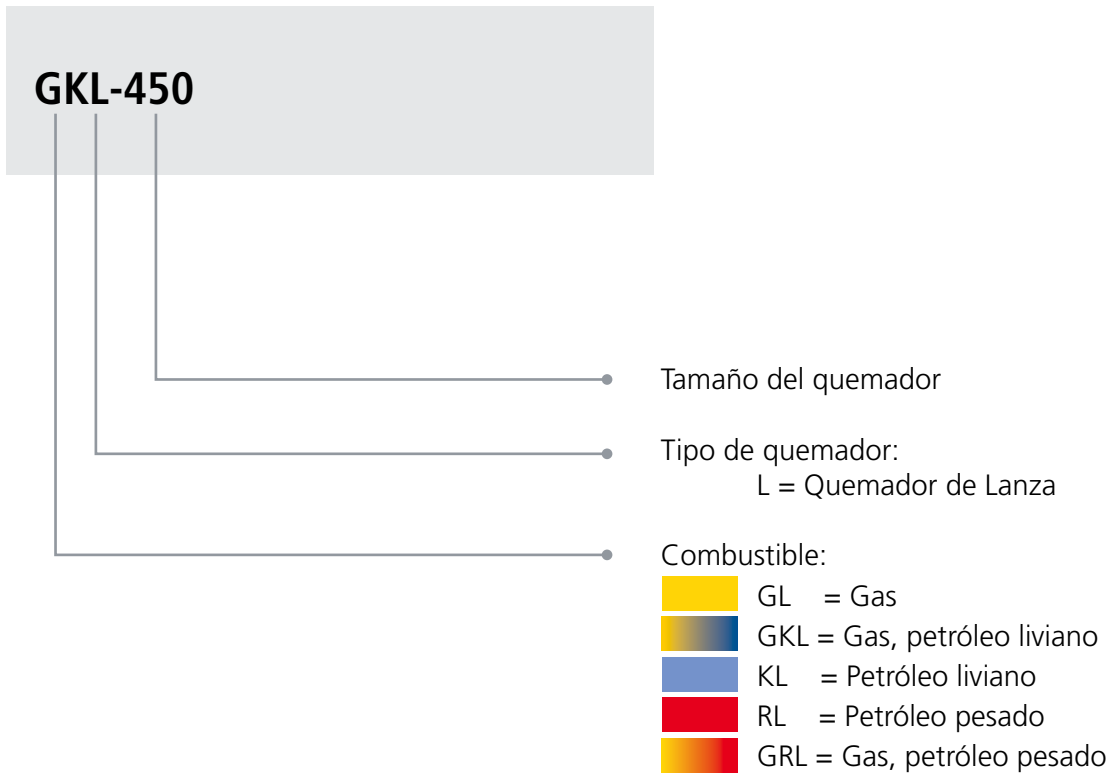 GKL-450
Tamaño del quemador
Tipo de quemador:
L = Quemador de Lanza
Combustible:
GL = Gas
GKL = Gas, petróleo liviano
KL = Petróleo liviano
RL = Petróleo pesado
GRL = Gas, petróleo pesado